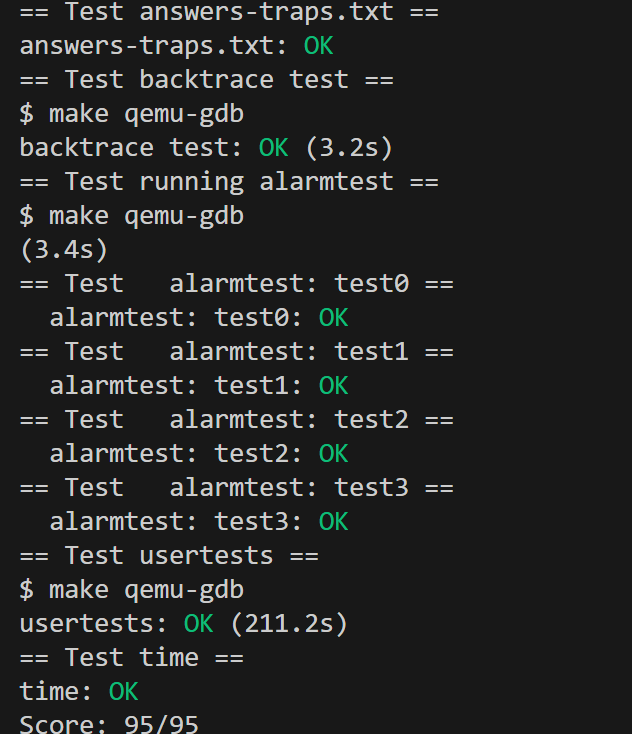 == Test answers-traps.txt ==
answers-traps.txt: OK
== Test backtrace test ==
$ make qemu-gdb
backtrace test: OK (3.2s)
== Test running alarmtest ==
$ make qemu-gdb
(3.4s)
== Test   alarmtest: test0 ==
  alarmtest: test0: OK
== Test   alarmtest: test1 ==
  alarmtest: test1: OK
== Test   alarmtest: test2 ==
  alarmtest: test2: OK
== Test   alarmtest: test3 ==
  alarmtest: test3: OK
== Test usertests ==
$ make qemu-gdb
usertests: OK (211.2s)
== Test time ==
time: OK
Score: 95/95